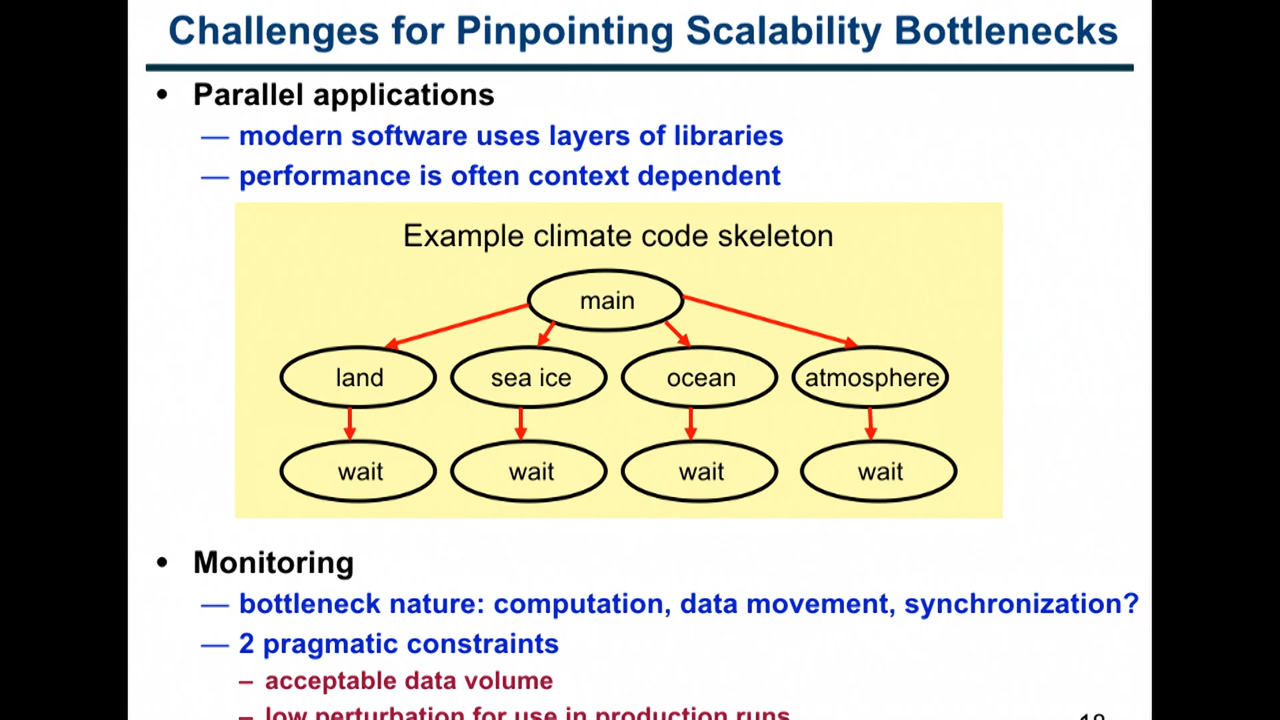 Challenges for Pinpointing Scalability Bottlenecks
• Parallel applications
— modern software uses layers of libraries
— performance is often context dependent
Example climate code skeleton
main
land sea ice ocean atmosphere
wait wait wait wait
• Monitoring
— bottleneck nature: computation, data movement, synchronization?
— 2 pragmatic constraints
– acceptable data volume
– low perturbation for use in production runs